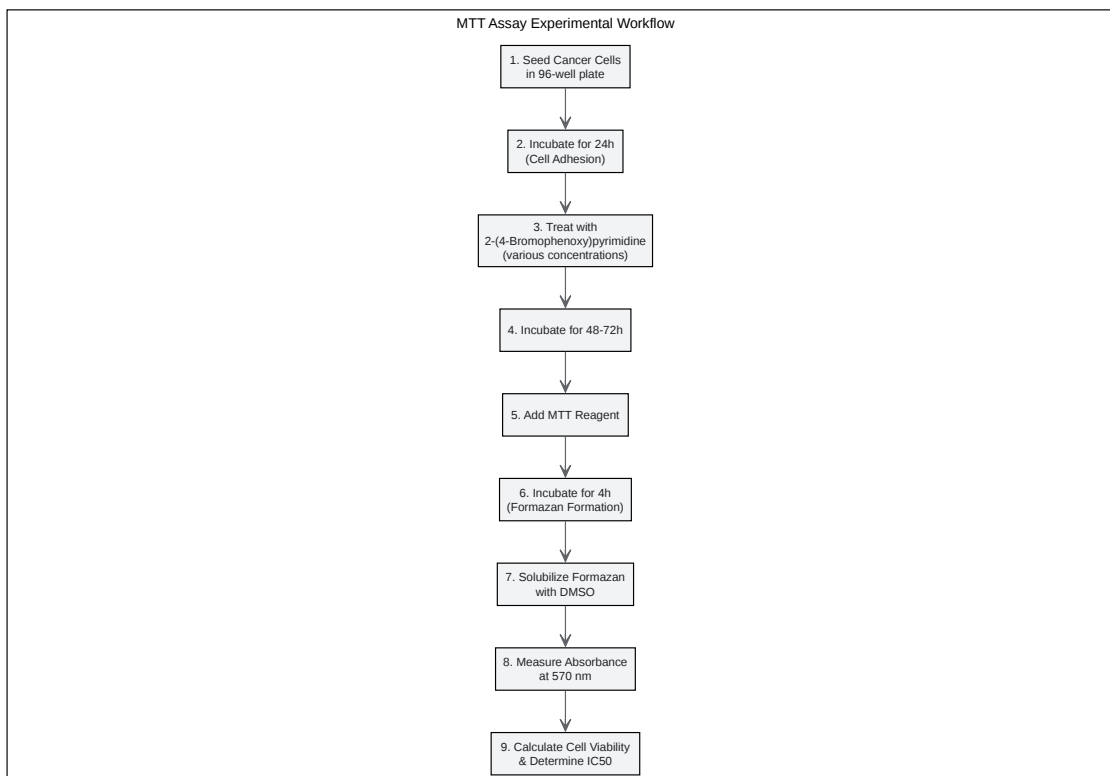 MTT Assay Experimental Workflow
1. Seed Cancer Cells
in 96-well plate
2. Incubate for 24h
(Cell Adhesion)
3. Treat with
2-(4-Bromophenoxy)pyrimidine
(various concentrations)
4. Incubate for 48-72h
5. Add MTT Reagent
6. Incubate for 4h
(Formazan Formation)
7. Solubilize Formazan
with DMSO
8. Measure Absorbance
at 570 nm
9. Calculate Cell Viability
& Determine IC50